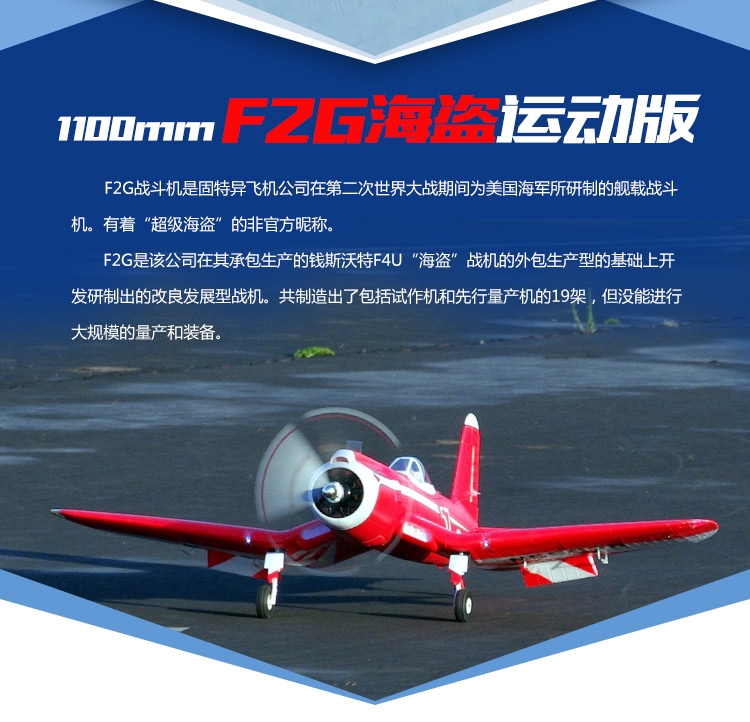 1100mm F2G海盗运动版
F2G战斗机是固特异飞机公司在第二次世界大战期间为美国海军所研制的舰载战斗
机。有着“超级海盗”的非官方昵称。
F2G是该公司在其承包生产的钱斯沃特F4U“海盗”战机的外包生产型的基础上开
发研制出的改良发展型战机。共制造出了包括试作机和先行量产机的19架，但没能进行
大规模的量产和装备。
57